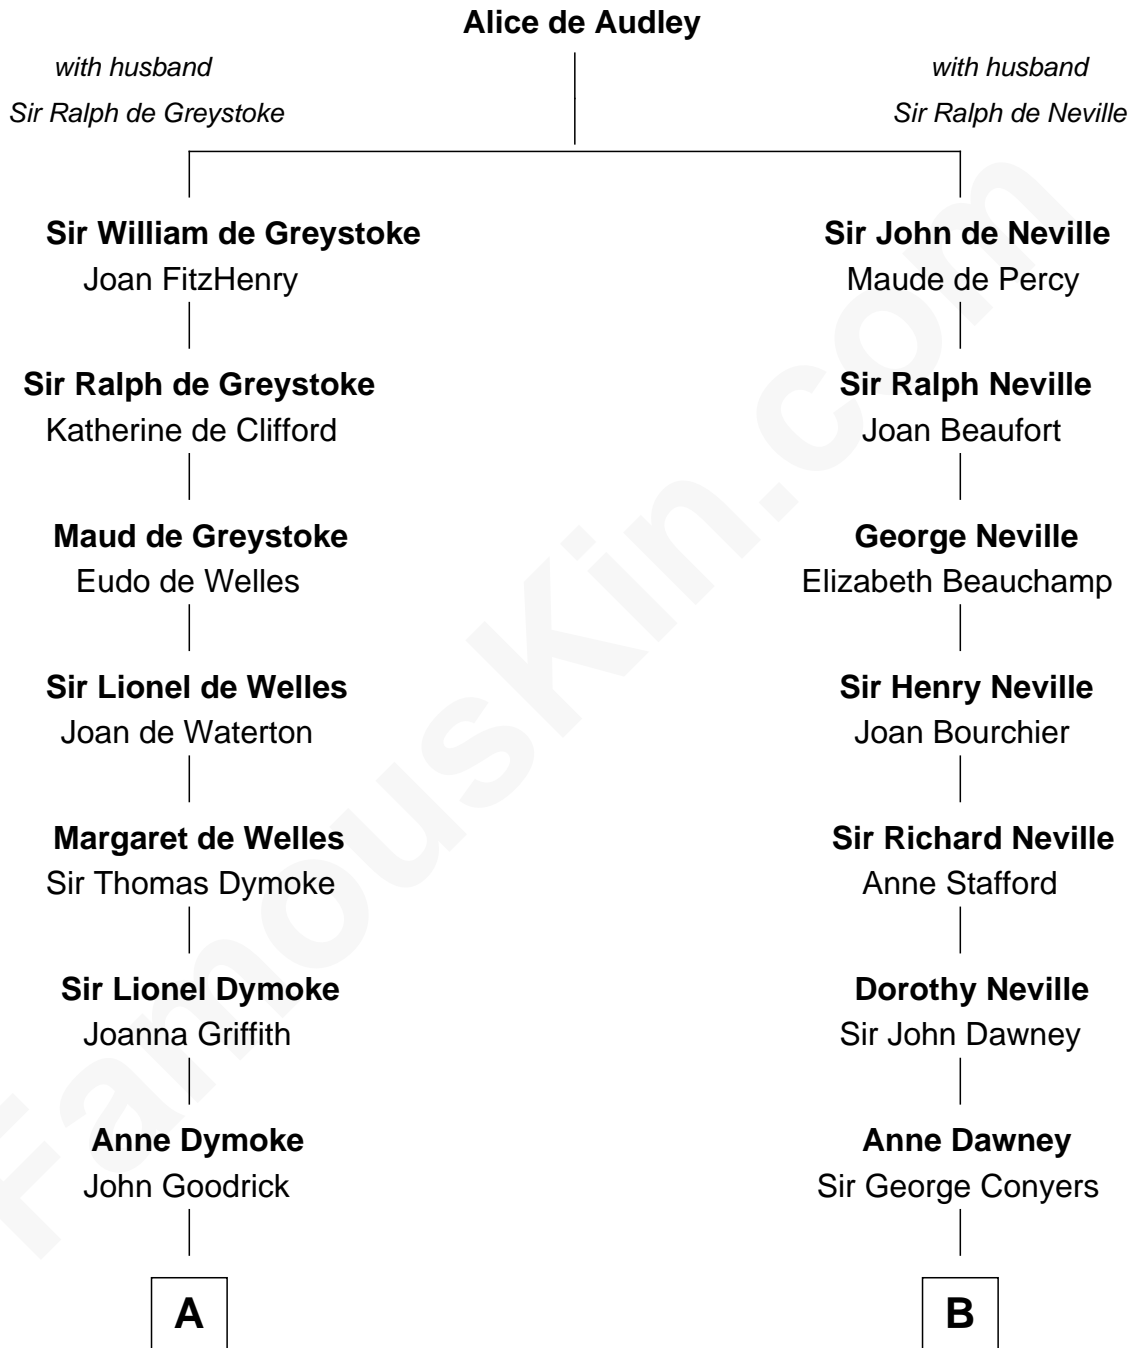 Alice de Audley
with husband
Sir Ralph de Greystoke
with husband
Sir Ralph de Neville
Sir William de Greystoke
Joan FitzHenry
Sir John de Neville
Maude de Percy
Sir Ralph de Greystoke
Katherine de Clifford
Sir Ralph Neville
Joan Beaufort
Maud de Greystoke
Eudo de Welles
George Neville
Elizabeth Beauchamp
Sir Lionel de Welles
Joan de Waterton
Sir Henry Neville
Joan Bourchier
Margaret de Welles
Sir Thomas Dymoke
Sir Richard Neville
Anne Stafford
Sir Lionel Dymoke
Joanna Griffith
Dorothy Neville
Sir John Dawney
Anne Dymoke
John Goodrick
Anne Dawney
Sir George Conyers
A
B
FamousKin.com